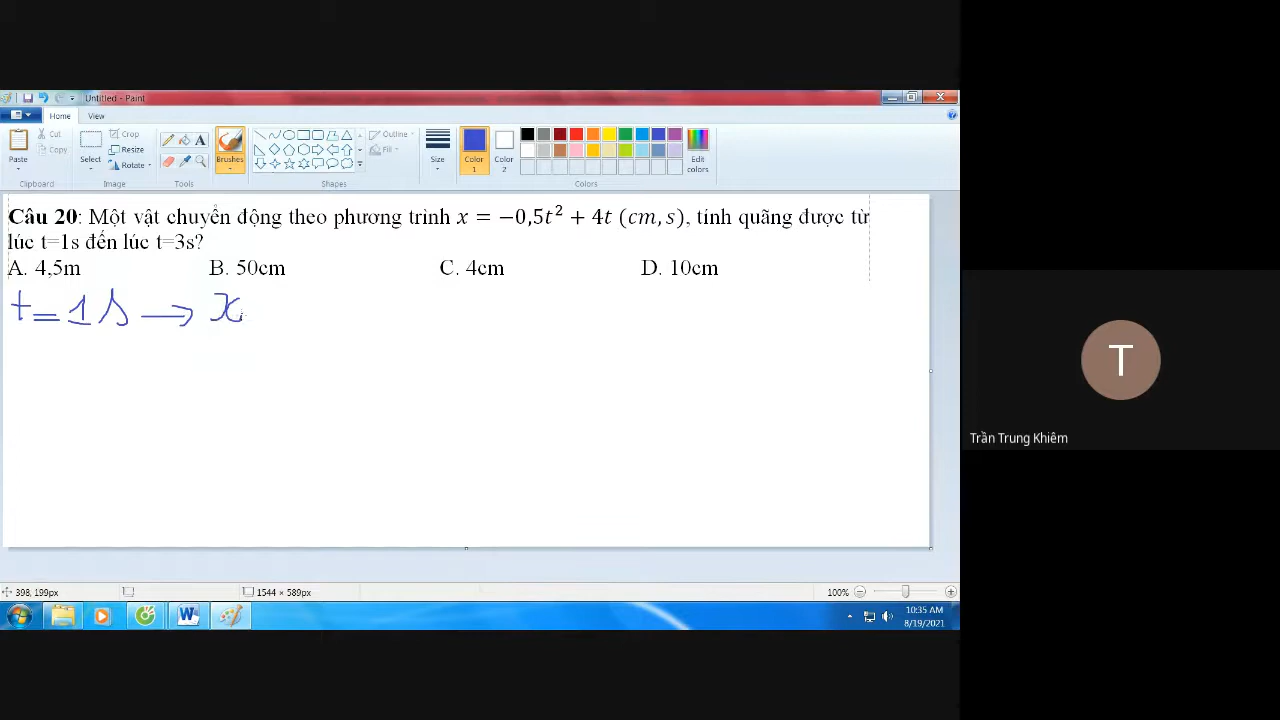 Untitled - Paint
Home View
Cut
Copy
Paste
Clipboard
Select
Crop
Resize
Rotate
Image
A
Tools
Brushes
Outline
Fill
Shapes
Size
Color 1
Color 2
Edit colors
Colors
Câu 20: Một vật chuyển động theo phương trình x = −0,5t² + 4t (cm, s), tính quãng được từ
lúc t=1s đến lúc t=3s?
A. 4,5m B. 50cm C. 4cm D. 10cm
t = 1 s → x
T
Trần Trung Khiêm
398, 199px
1544 × 589px
100%
W
10:35 AM
8/19/2021